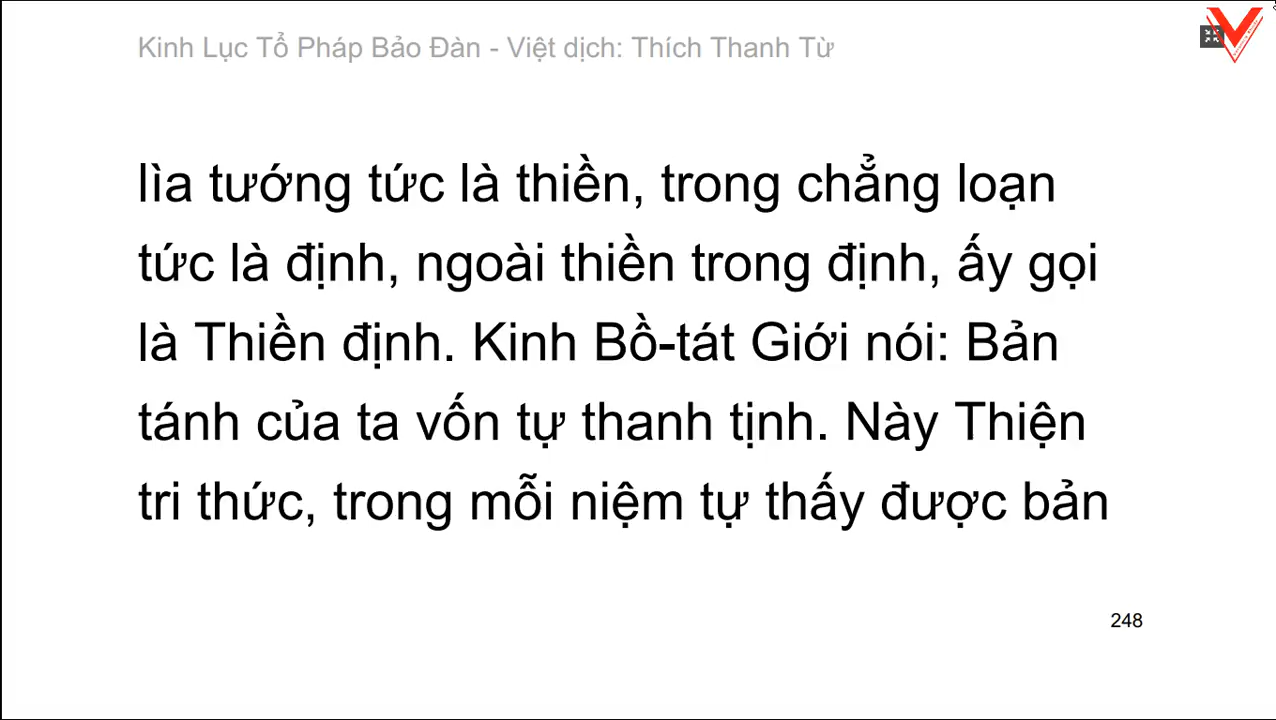 Kinh Lục Tổ Pháp Bảo Đàn - Việt dịch: Thích Thanh Từ
lìa tướng tức là thiền, trong chẳng loạn
tức là định, ngoài thiền trong định, ấy gọi
là Thiền định. Kinh Bồ-tát Giới nói: Bản
tánh của ta vốn tự thanh tịnh. Này Thiện
tri thức, trong mỗi niệm tự thấy được bản
248